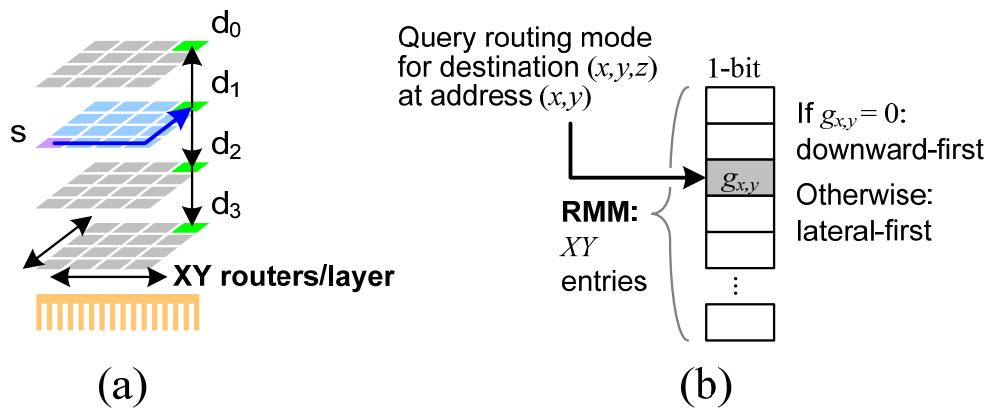 d0
d1
s
d2
d3
XY routers/layer
(a)
Query routing mode
for destination (x,y,z)
at address (x,y)
1-bit
gx,y
If gx,y = 0:
downward-first
Otherwise:
lateral-first
RMM:
XY
entries
...
(b)